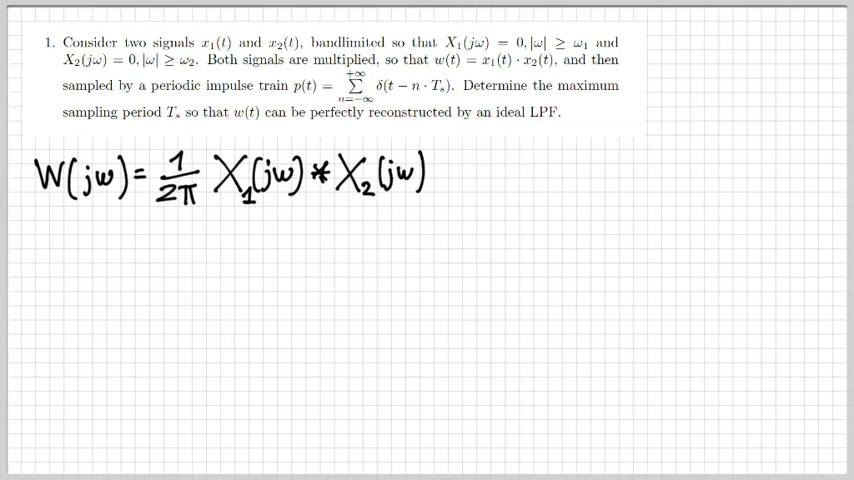 1. Consider two signals x₁(t) and x₂(t), bandlimited so that X₁(jω) = 0, |ω| ≥ ω₁ and
X₂(jω) = 0, |ω| ≥ ω₂. Both signals are multiplied, so that w(t) = x₁(t) · x₂(t), and then
sampled by a periodic impulse train p(t) = +∞∑n=−∞ δ(t − n · Tₛ). Determine the maximum
sampling period Tₛ so that w(t) can be perfectly reconstructed by an ideal LPF.
W(jω) = 1/2π X₁(jω) * X₂(jω)